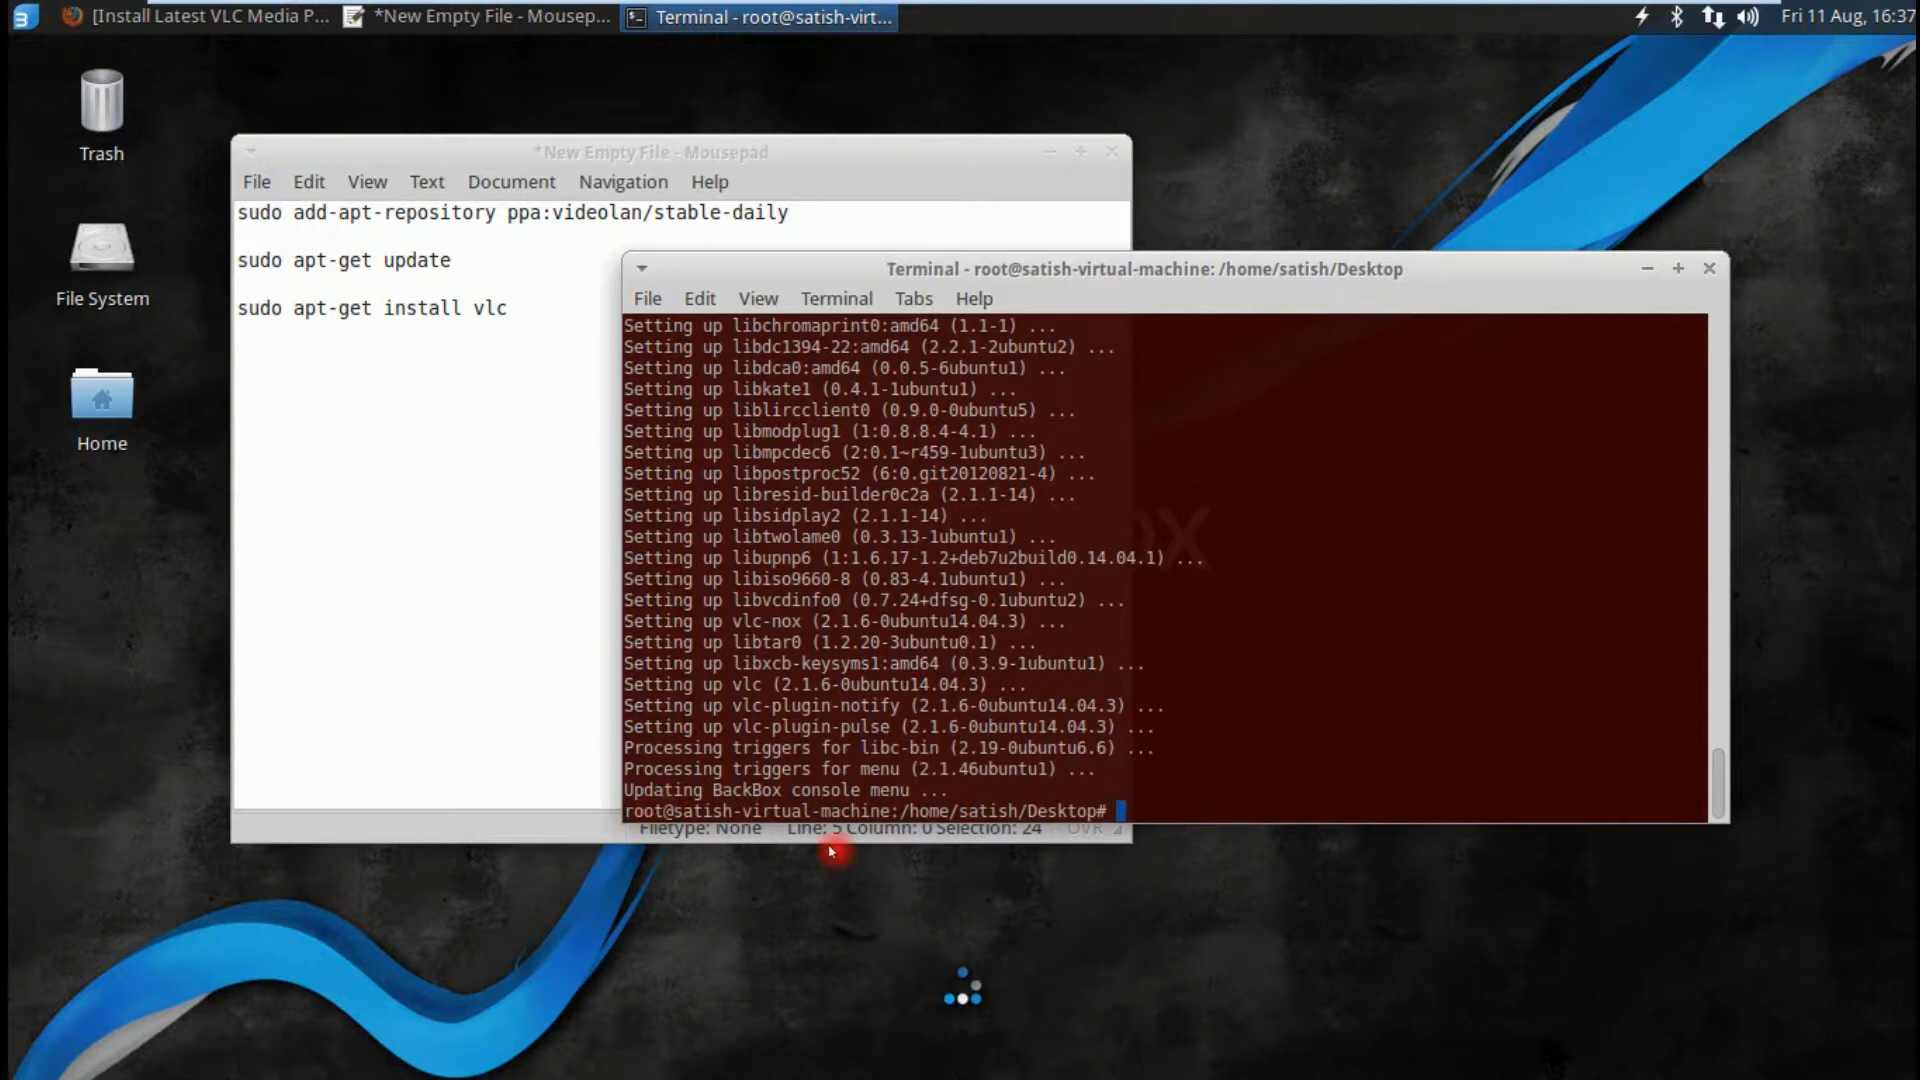 [Install Latest VLC Media P...
*New Empty File - Mousep...
Terminal - root@satish-virt...
Fri 11 Aug, 16:37
Trash
File System
Home
*New Empty File - Mousepad
File Edit View Text Document Navigation Help
sudo add-apt-repository ppa:videolan/stable-daily
sudo apt-get update
sudo apt-get install vlc
Filetype: None Line: 5 Column: 0 Selection: 24 OVR
Terminal - root@satish-virtual-machine: /home/satish/Desktop
File Edit View Terminal Tabs Help
Setting up libchromaprint0:amd64 (1.1-1) ...
Setting up libdc1394-22:amd64 (2.2.1-2ubuntu2) ...
Setting up libdca0:amd64 (0.0.5-6ubuntu1) ...
Setting up libkate1 (0.4.1-1ubuntu1) ...
Setting up liblircclient0 (0.9.0-0ubuntu5) ...
Setting up libmodplug1 (1:0.8.8.4-4.1) ...
Setting up libmpcdec6 (2:0.1~r459-1ubuntu3) ...
Setting up libpostproc52 (6:0.git20120821-4) ...
Setting up libresid-builder0c2a (2.1.1-14) ...
Setting up libsidplay2 (2.1.1-14) ...
Setting up libtwolame0 (0.3.13-1ubuntu1) ...
Setting up libupnp6 (1:1.6.17-1.2+deb7u2build0.14.04.1) ...
Setting up libiso9660-8 (0.83-4.1ubuntu1) ...
Setting up libvcdinfo0 (0.7.24+dfsg-0.1ubuntu2) ...
Setting up vlc-nox (2.1.6-0ubuntu14.04.3) ...
Setting up libtar0 (1.2.20-3ubuntu0.1) ...
Setting up libxcb-keysyms1:amd64 (0.3.9-1ubuntu1) ...
Setting up vlc (2.1.6-0ubuntu14.04.3) ...
Setting up vlc-plugin-notify (2.1.6-0ubuntu14.04.3) ...
Setting up vlc-plugin-pulse (2.1.6-0ubuntu14.04.3) ...
Processing triggers for libc-bin (2.19-0ubuntu6.6) ...
Processing triggers for menu (2.1.46ubuntu1) ...
Updating BackBox console menu ...
root@satish-virtual-machine:/home/satish/Desktop#